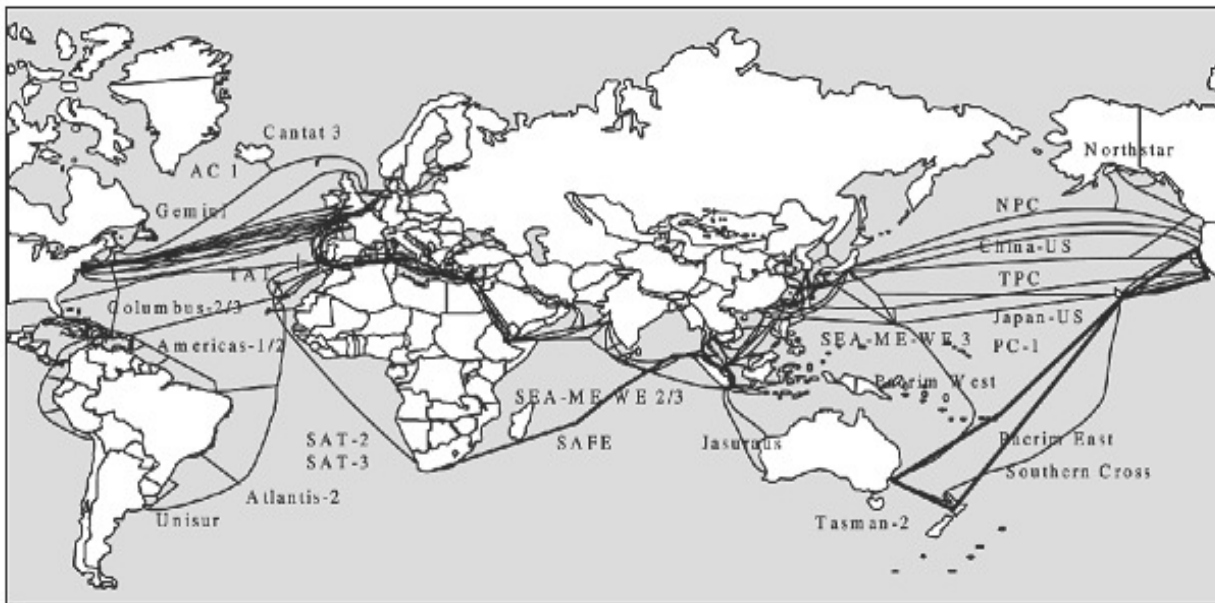 Cantat 3
AC 1
Gemini
TAT
Columbus-2/3
Americas-1/2
SAT-2
SAT-3
Atlantis-2
Unisur
SEA-ME-WE 2/3
SAFE
Northstar
NPC
China-US
TPC
Japan-US
SEA-ME-WE 3
PC-1
Pacrim West
Jasuraus
Pacrim East
Southern Cross
Tasman-2